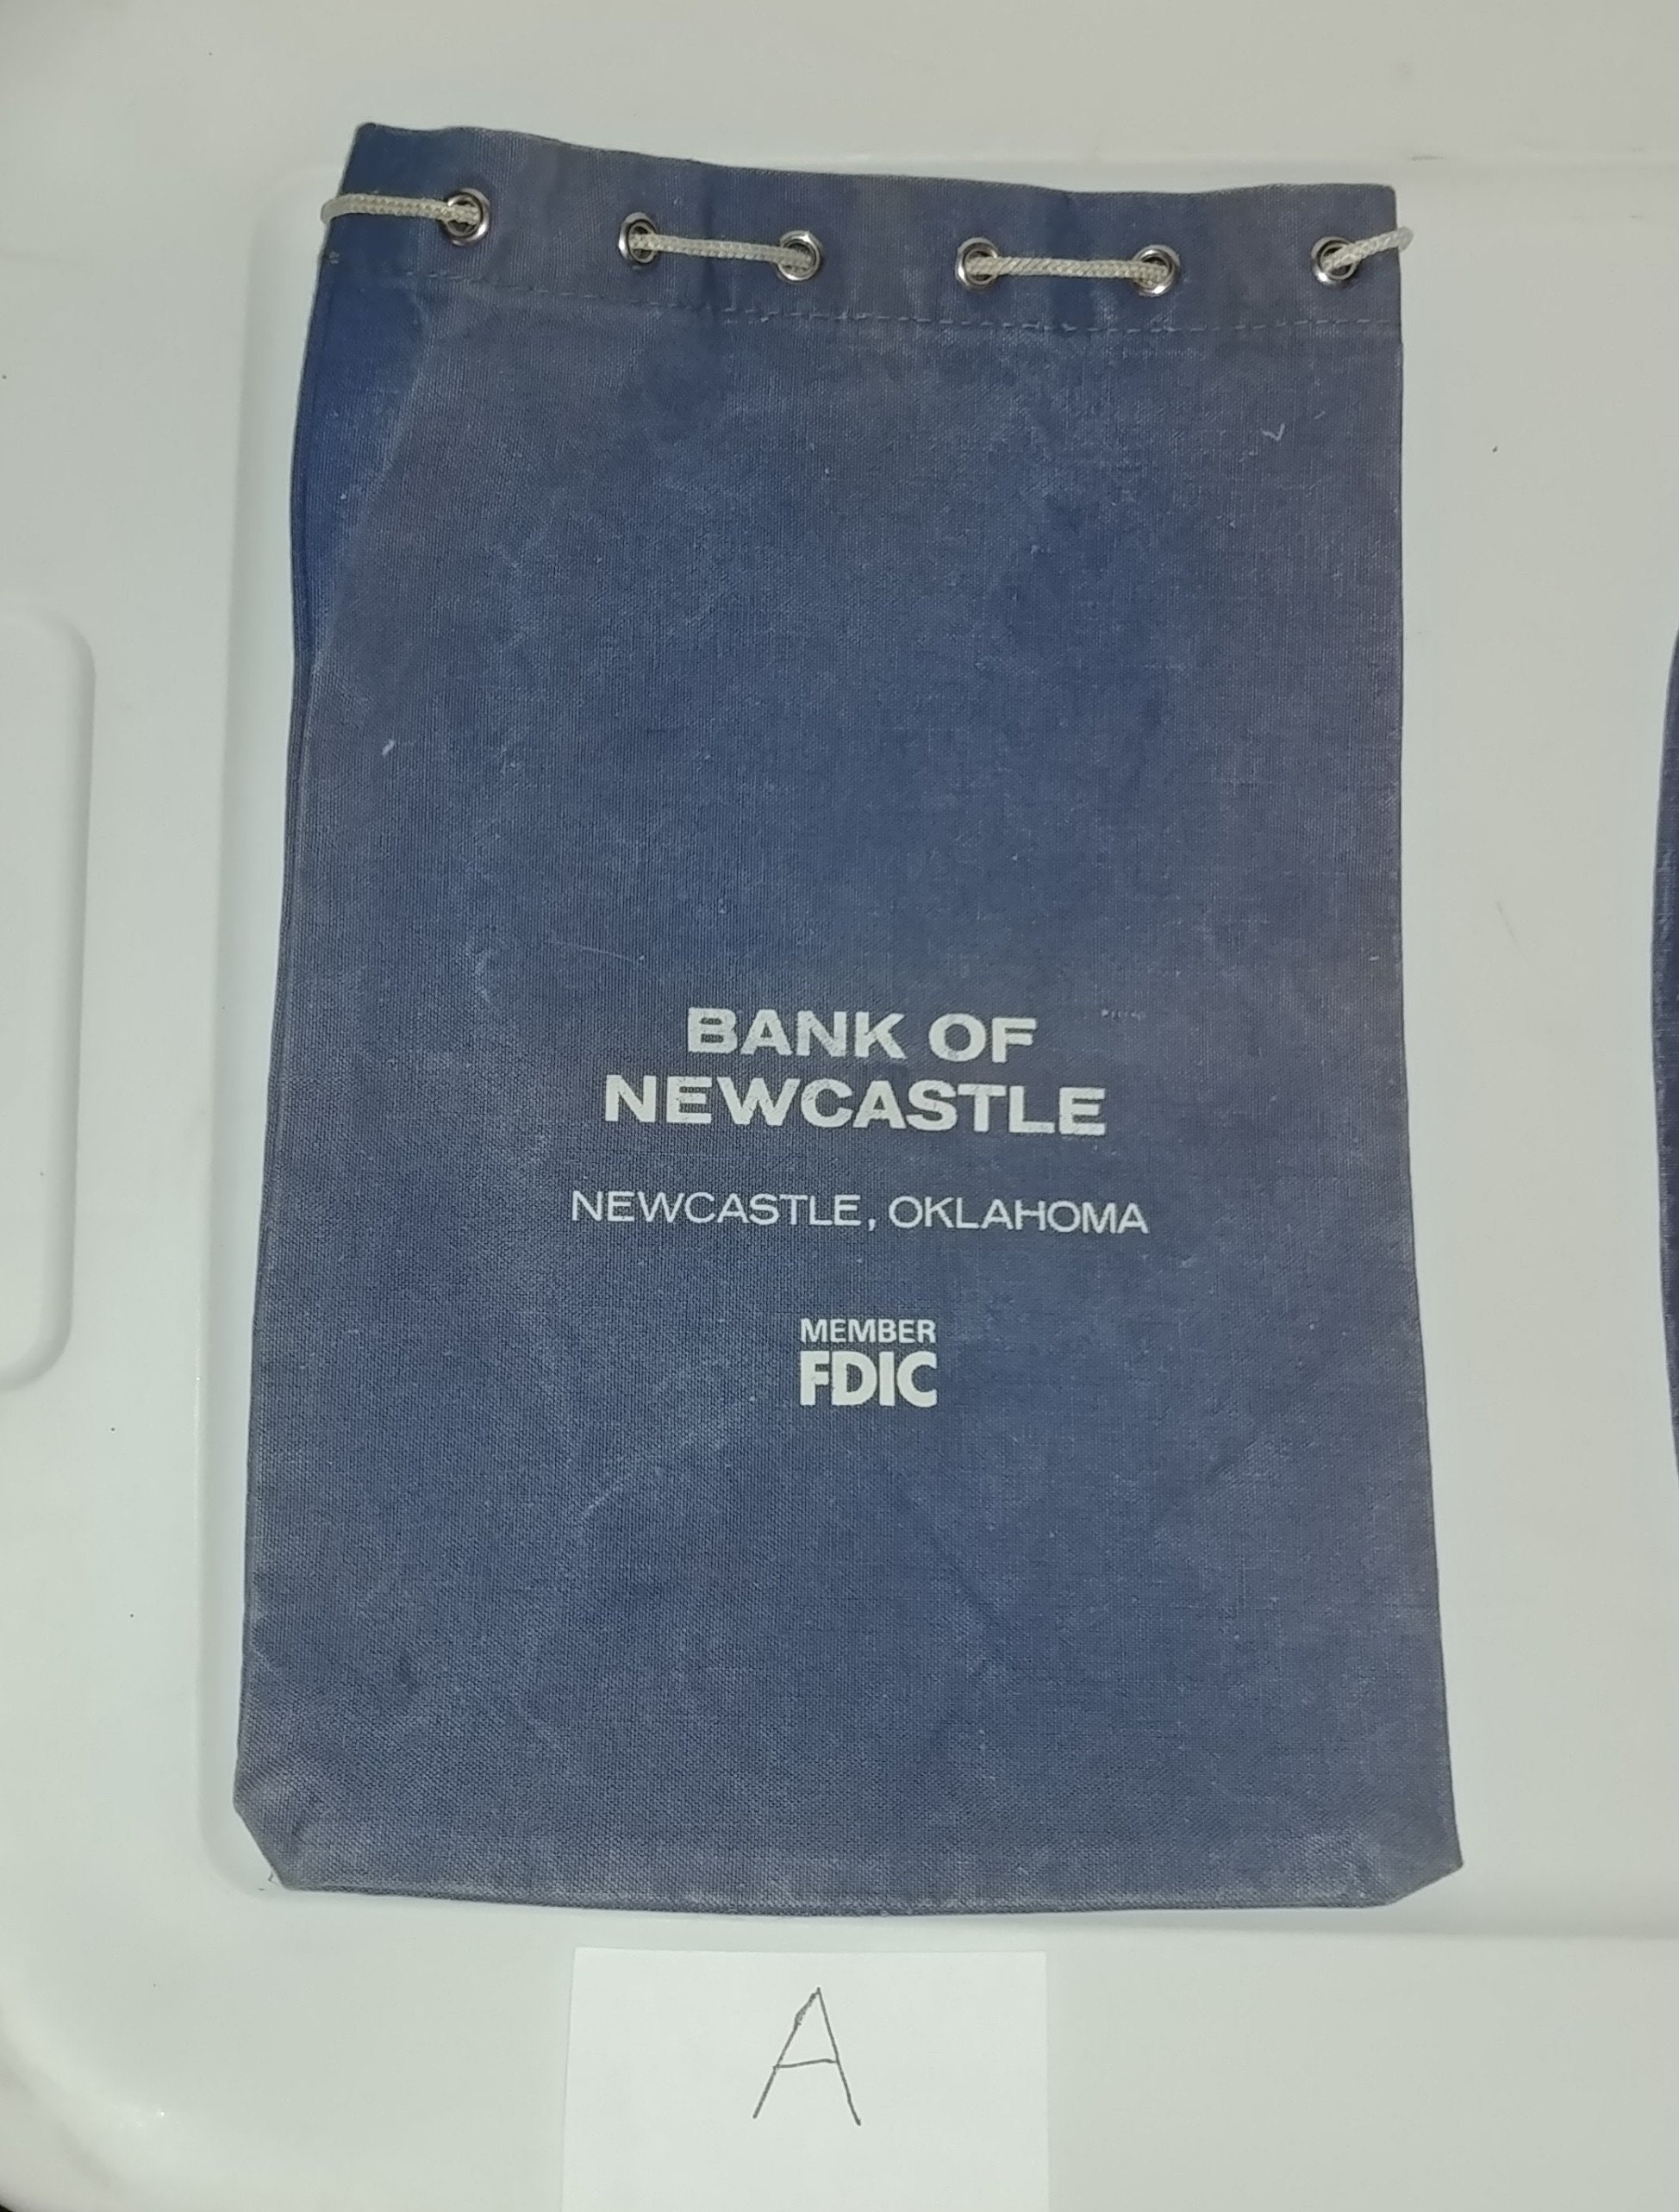 BANK OF
NEWCASTLE
NEWCASTLE, OKLAHOMA
MEMBER
FDIC
A